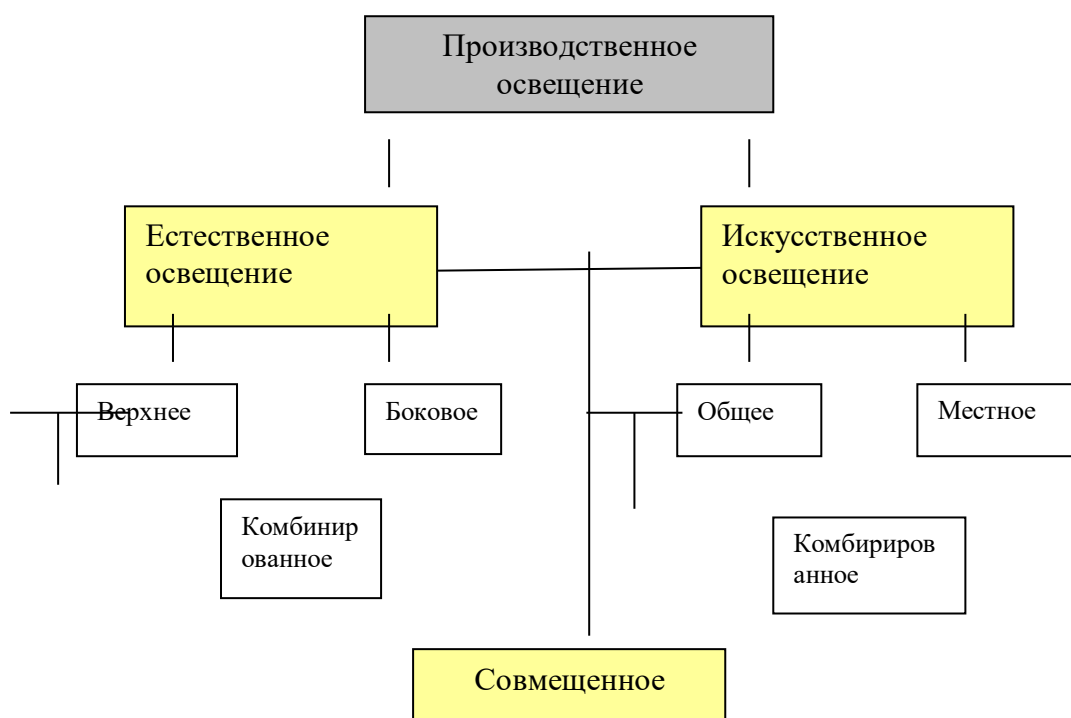 Производственное
освещение
Естественное
освещение
Искусственное
освещение
Верхнее
Боковое
Общее
Местное
Комбинир
ованное
Комбириров
анное
Совмещенное